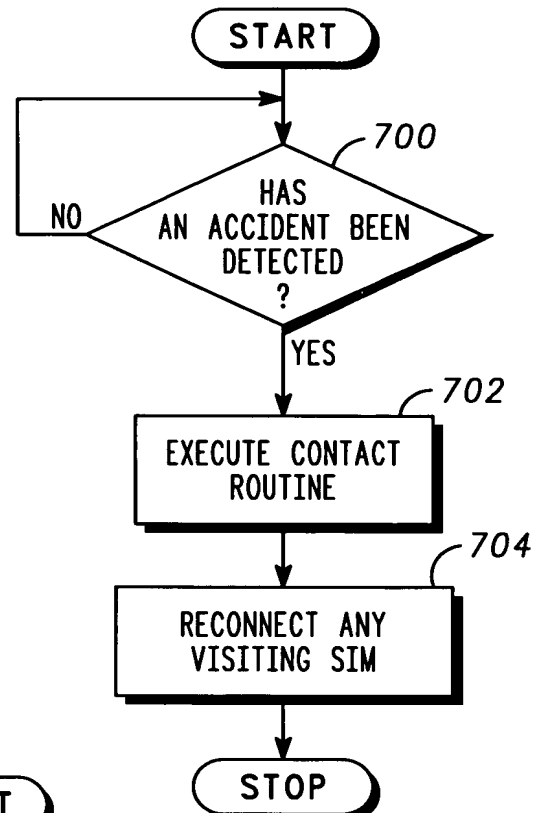 START
700
HAS
AN ACCIDENT BEEN
DETECTED
?
NO
YES
702
EXECUTE CONTACT
ROUTINE
704
RECONNECT ANY
VISITING SIM
STOP
T